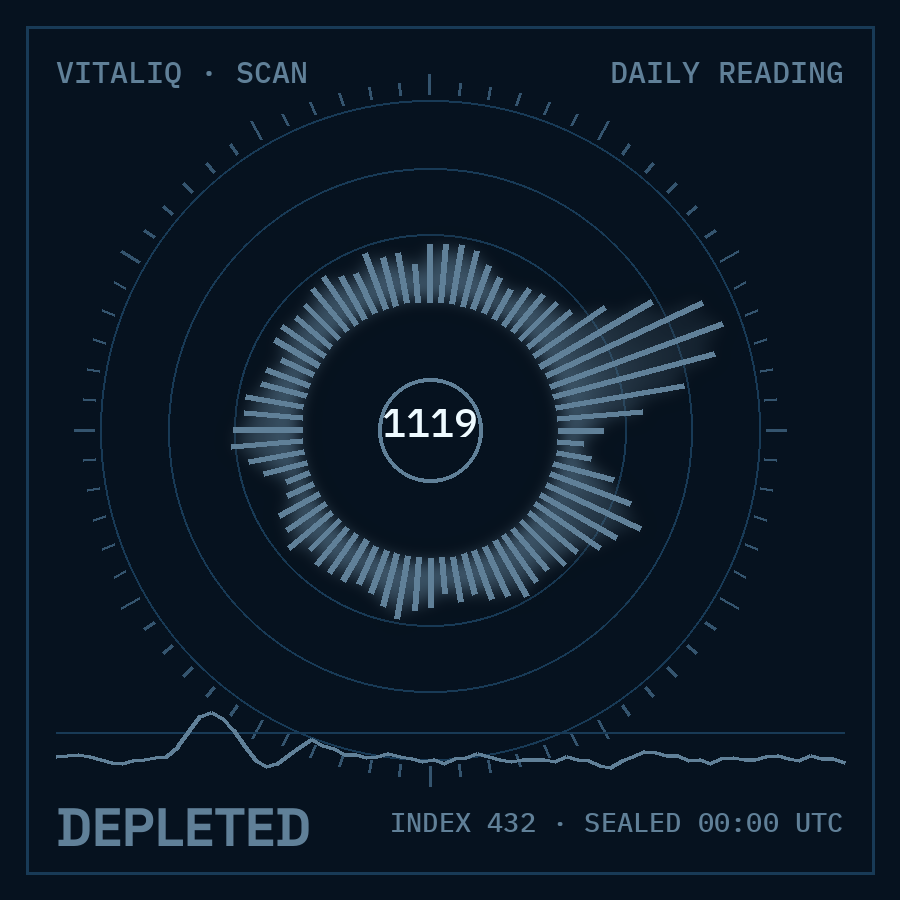 VITALIQ · SCAN
DAILY READING
1119
DEPLETED
INDEX 432 · SEALED 00:00 UTC